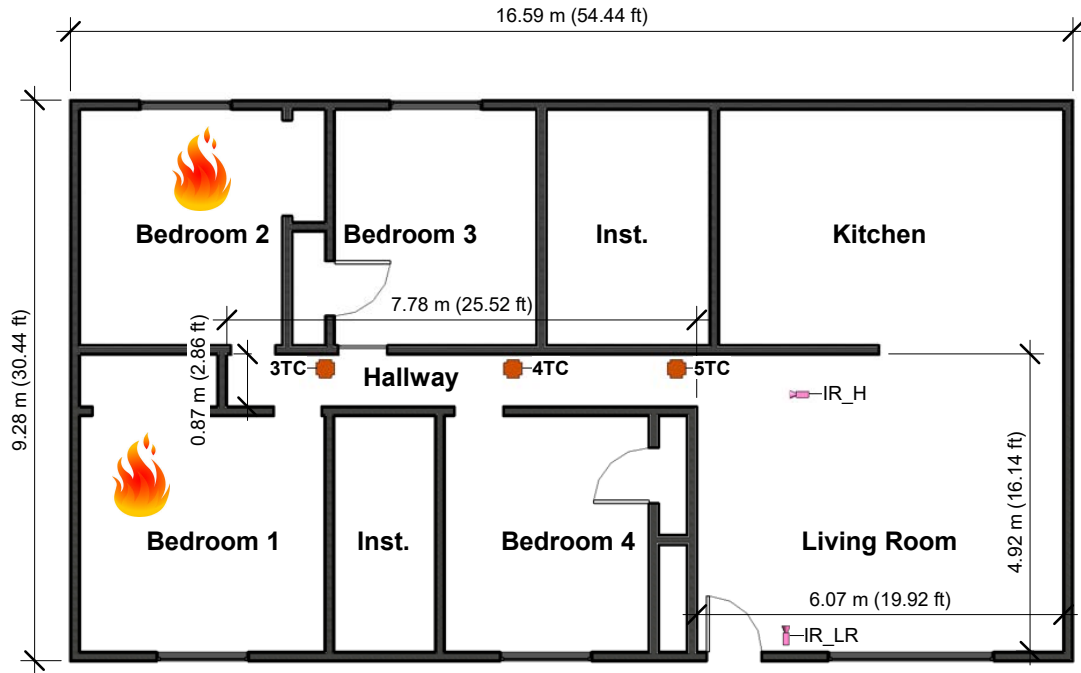 16.59 m (54.44 ft)
9.28 m (30.44 ft)
Bedroom 2
Bedroom 3
Inst.
Kitchen
7.78 m (25.52 ft)
0.87 m (2.86 ft)
3TC
Hallway
4TC
5TC
IR_H
4.92 m (16.14 ft)
Bedroom 1
Inst.
Bedroom 4
Living Room
6.07 m (19.92 ft)
IR_LR